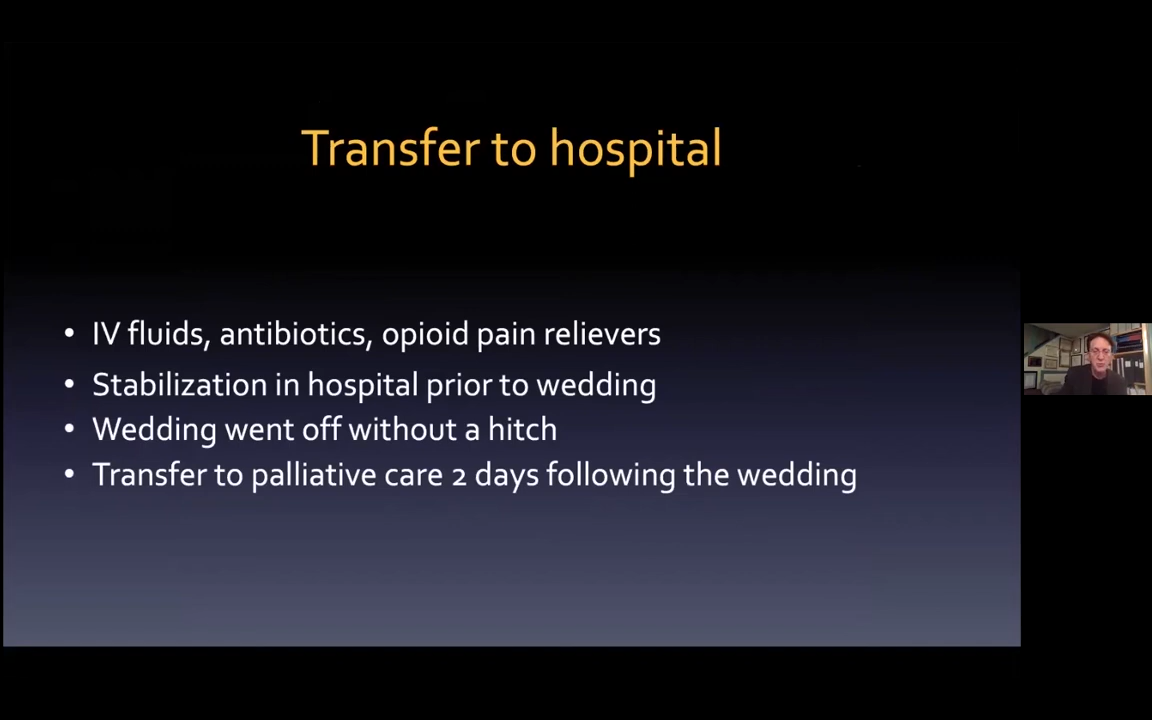 Transfer to hospital
• IV fluids, antibiotics, opioid pain relievers
• Stabilization in hospital prior to wedding
• Wedding went off without a hitch
• Transfer to palliative care 2 days following the wedding